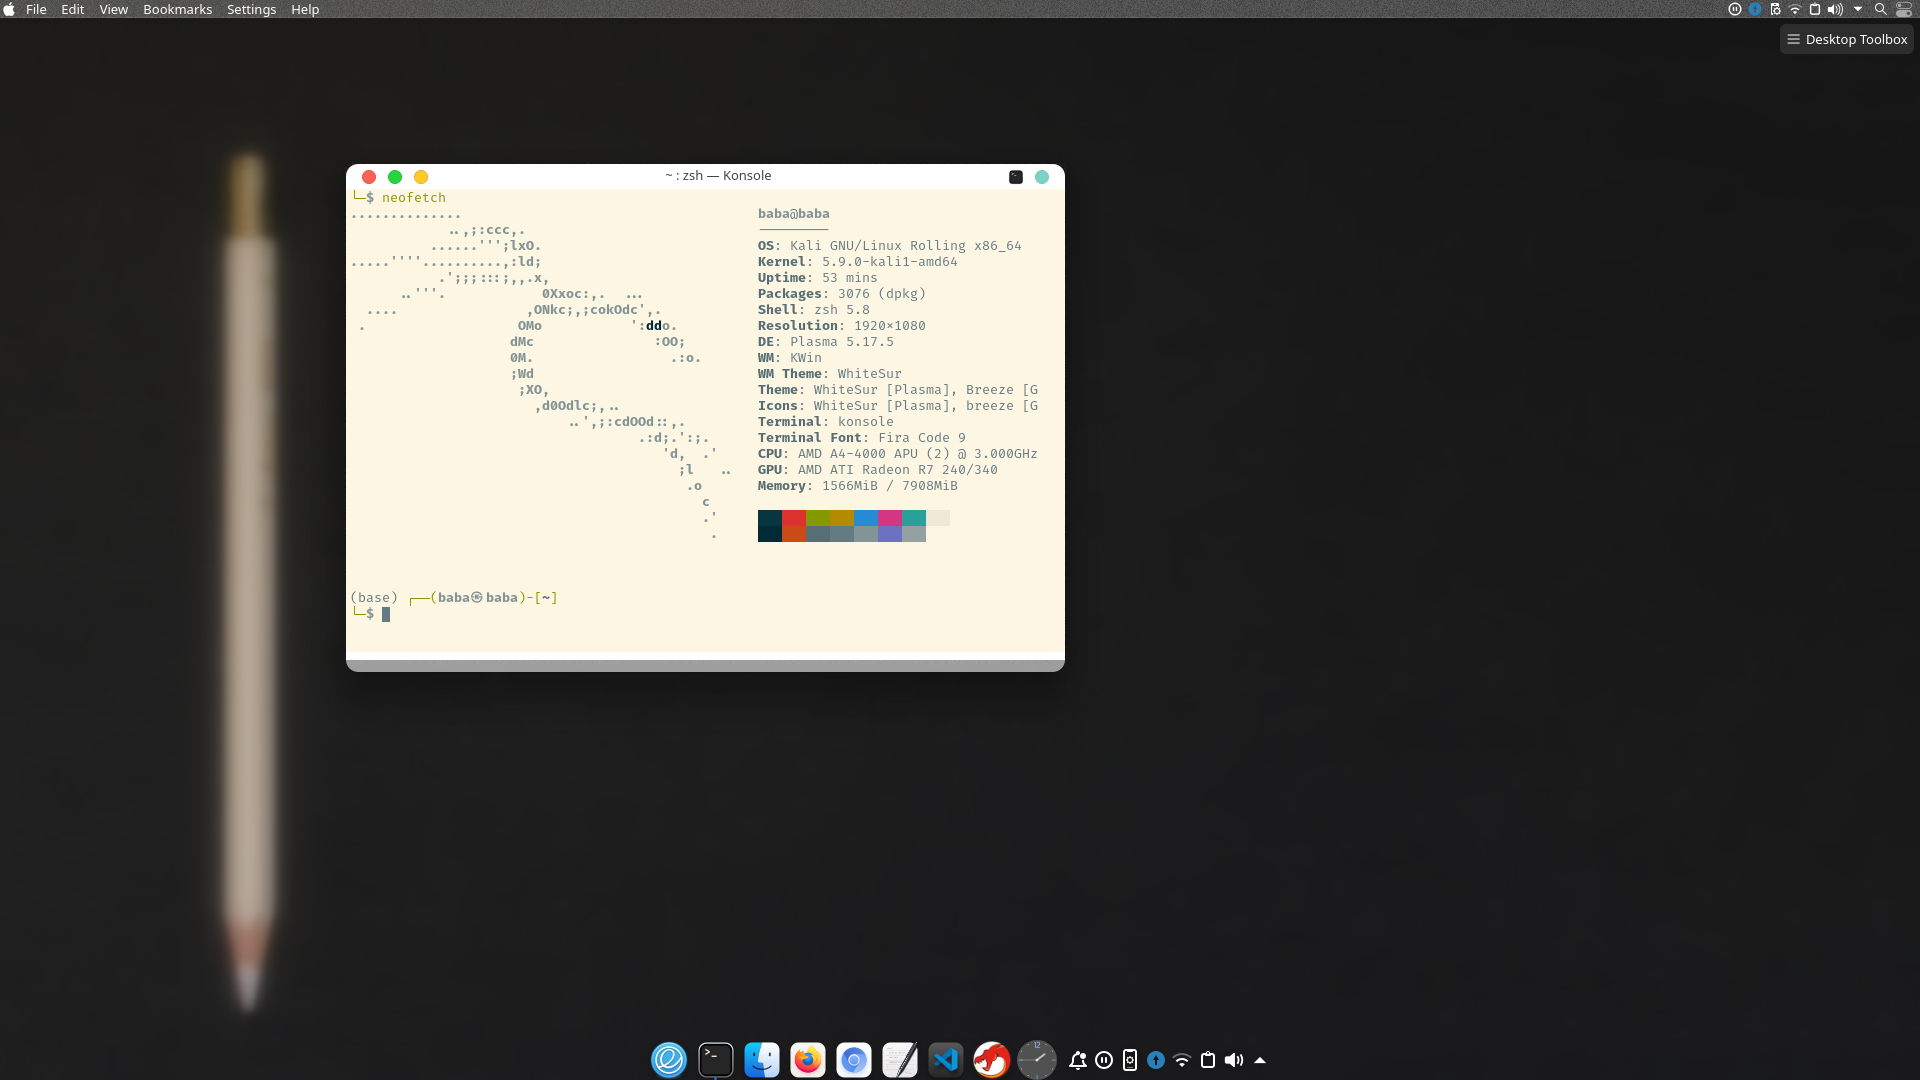 File Edit View Bookmarks Settings Help
Desktop Toolbox
~ : zsh — Konsole
└─$ neofetch
..............
            ..,;:ccc,.
          ......''';lxO.
.....''''..........,:ld;
           .';;;:::;,,.x,
      ..'''.            0Xxoc:,.  ...
  ....                ,ONkc;,;cokOdc',.
 .                   OMo           ':ddo.
                    dMc               :OO;
                    0M.                 .:o.
                    ;Wd
                     ;XO,
                       ,d0Odlc;,..
                           ..',;:cdOOd::,.
                                    .:d;.':;.
                                       'd,  .'
                                         ;l   ..
                                          .o
                                            c
                                            .'
                                             .
baba@baba
---------
OS: Kali GNU/Linux Rolling x86_64
Kernel: 5.9.0-kali1-amd64
Uptime: 53 mins
Packages: 3076 (dpkg)
Shell: zsh 5.8
Resolution: 1920×1080
DE: Plasma 5.17.5
WM: KWin
WM Theme: WhiteSur
Theme: WhiteSur [Plasma], Breeze [G
Icons: WhiteSur [Plasma], breeze [G
Terminal: konsole
Terminal Font: Fira Code 9
CPU: AMD A4-4000 APU (2) @ 3.000GHz
GPU: AMD ATI Radeon R7 240/340
Memory: 1566MiB / 7908MiB
(base) ┌──(baba㉿baba)-[~]
└─$
>_
12